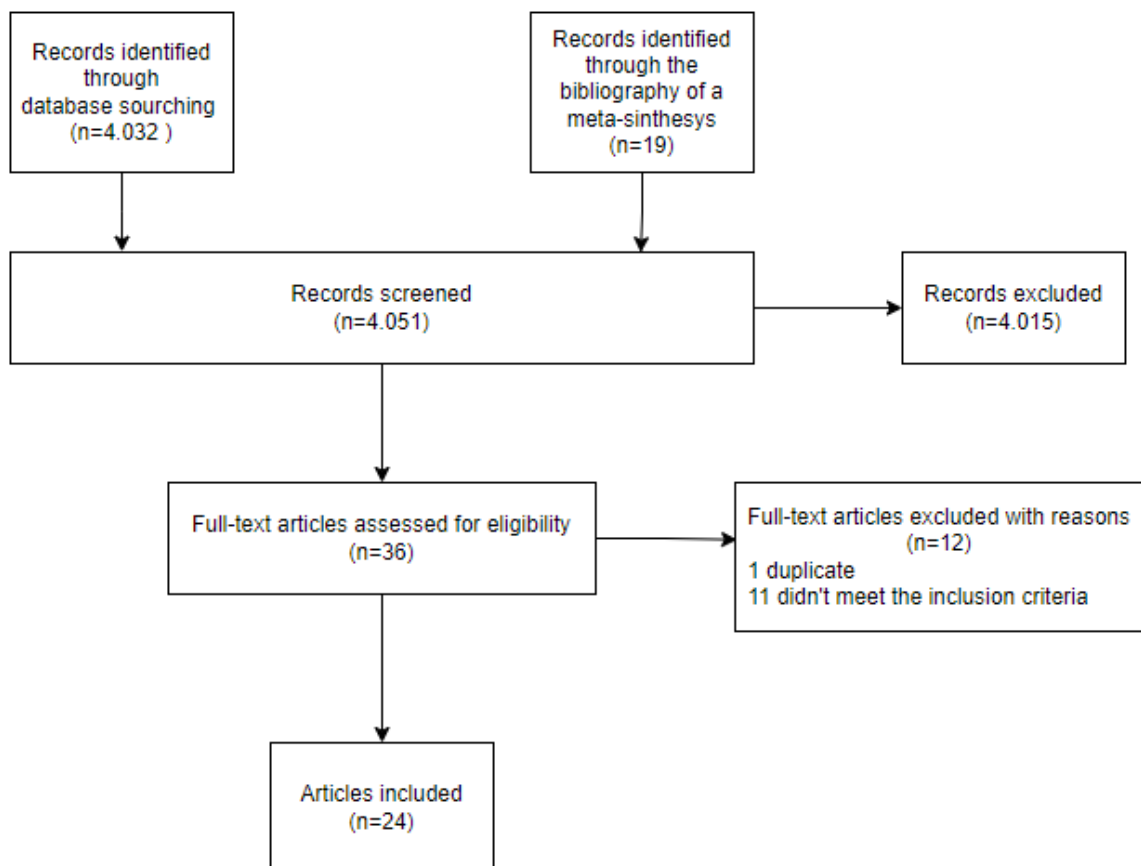 Records identified
through
database sourching
(n=4.032 )
Records identified
through the
bibliography of a
meta-sinthesys
(n=19)
Records screened
(n=4.051)
Records excluded
(n=4.015)
Full-text articles assessed for eligibility
(n=36)
Full-text articles excluded with reasons
(n=12)
1 duplicate
11 didn't meet the inclusion criteria
Articles included
(n=24)